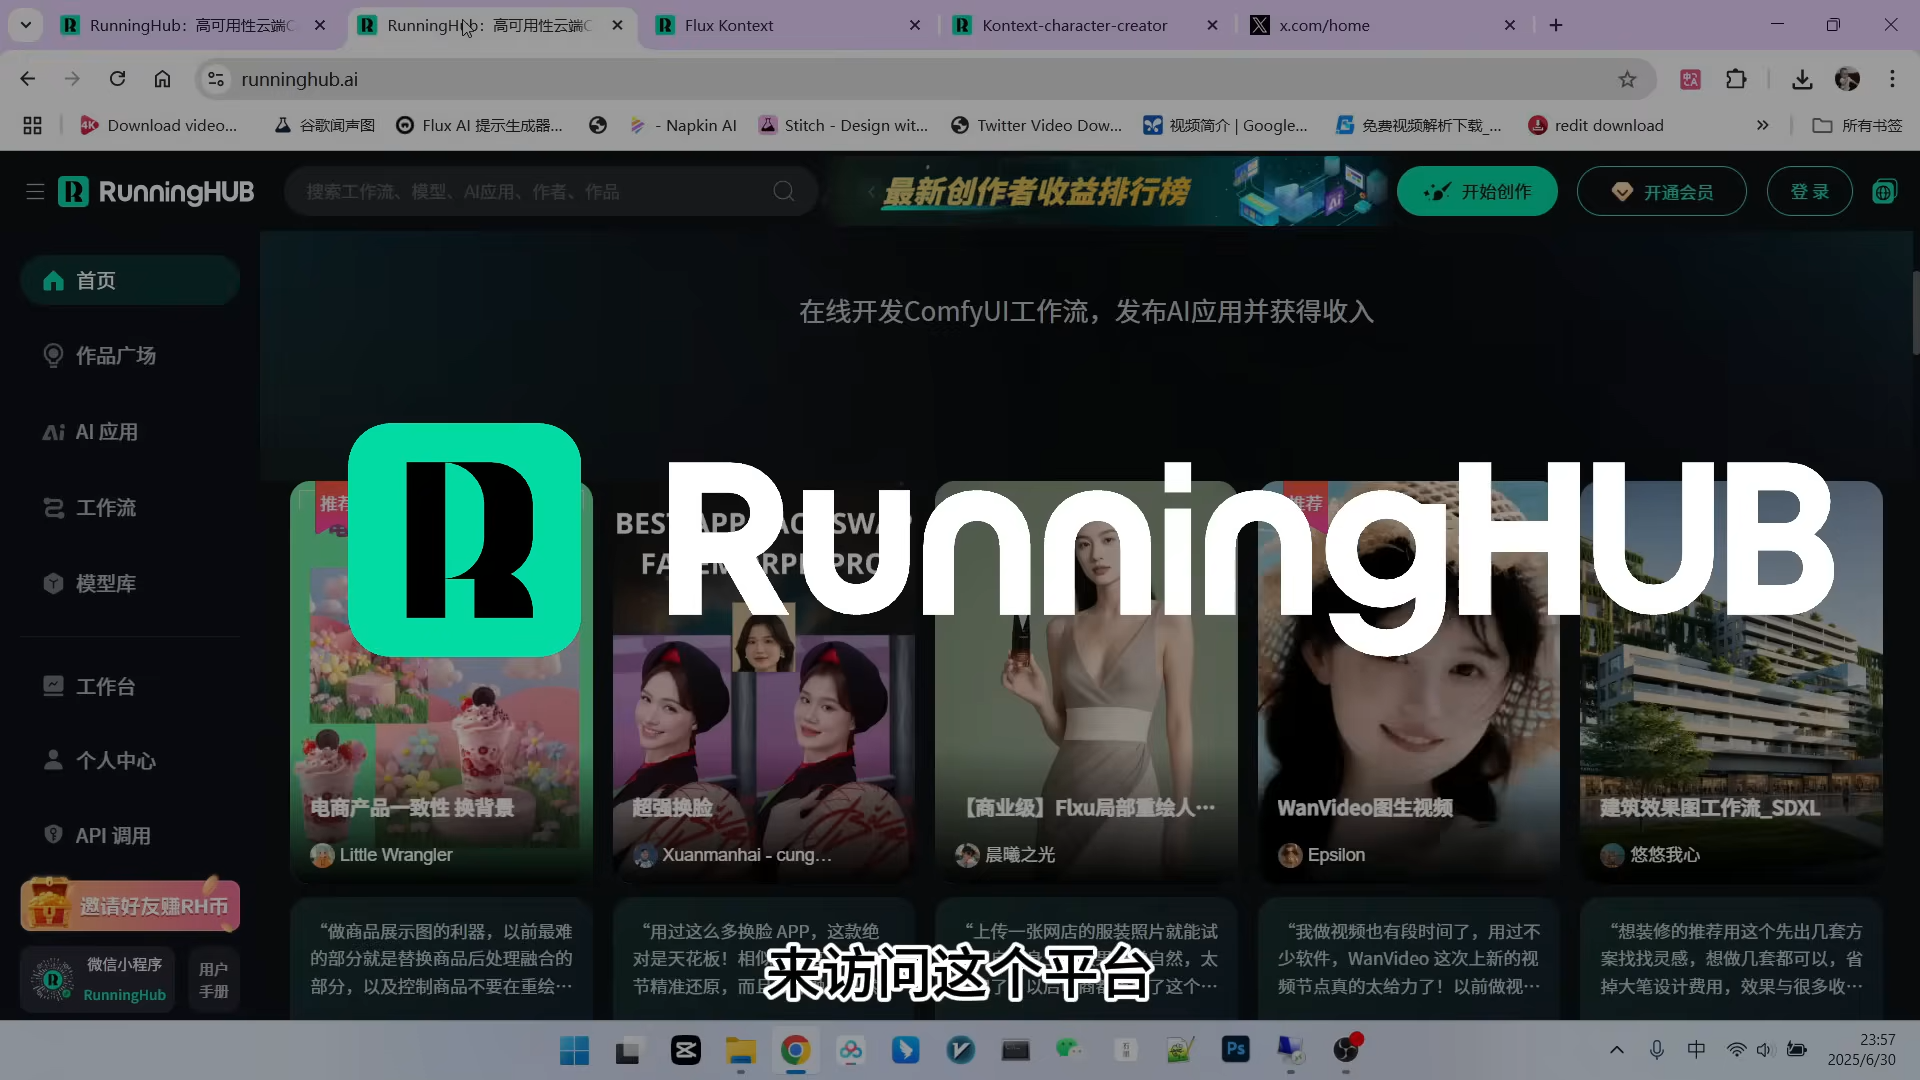 RunningHub：高可用性云端C
RunningHub：高可用性云端C
Flux Kontext
Kontext-character-creator
x.com/home
runninghub.ai
Download video...
谷歌闻声图
Flux AI 提示生成器...
- Napkin AI
Stitch - Design wit...
Twitter Video Dow...
视频简介 | Google...
免费视频解析下载_...
redit download
所有书签
RunningHUB
搜索工作流、模型、AI应用、作者、作品
最新创作者收益排行榜
开始创作
开通会员
登 录
首页
作品广场
AI 应用
工作流
模型库
工作台
个人中心
API 调用
邀请好友赚RH币
微信小程序
RunningHub
用户
手册
在线开发ComfyUI工作流，发布AI应用并获得收入
RunningHUB
推荐
推荐
电商产品一致性 换背景
Little Wrangler
超强换脸
Xuanmanhai - cung...
【商业级】Flxu局部重绘人···
晨曦之光
WanVideo图生视频
Epsilon
建筑效果图工作流_SDXL
悠悠我心
“做商品展示图的利器，以前最难
的部分就是替换商品后处理融合的
部分，以及控制商品不要在重绘···
“用过这么多换脸 APP，这款绝
对是天花板！相
节精准还原，而
“上传一张网店的服装照片就能试
自然，太
了这个···
“我做视频也有段时间了，用过不
少软件，WanVideo 这次上新的视
频节点真的太给力了！以前做视···
“想装修的推荐用这个先出几套方
案找找灵感，想做几套都可以，省
掉大笔设计费用，效果与很多收···
来访问这个平台
中
23:57
2025/6/30